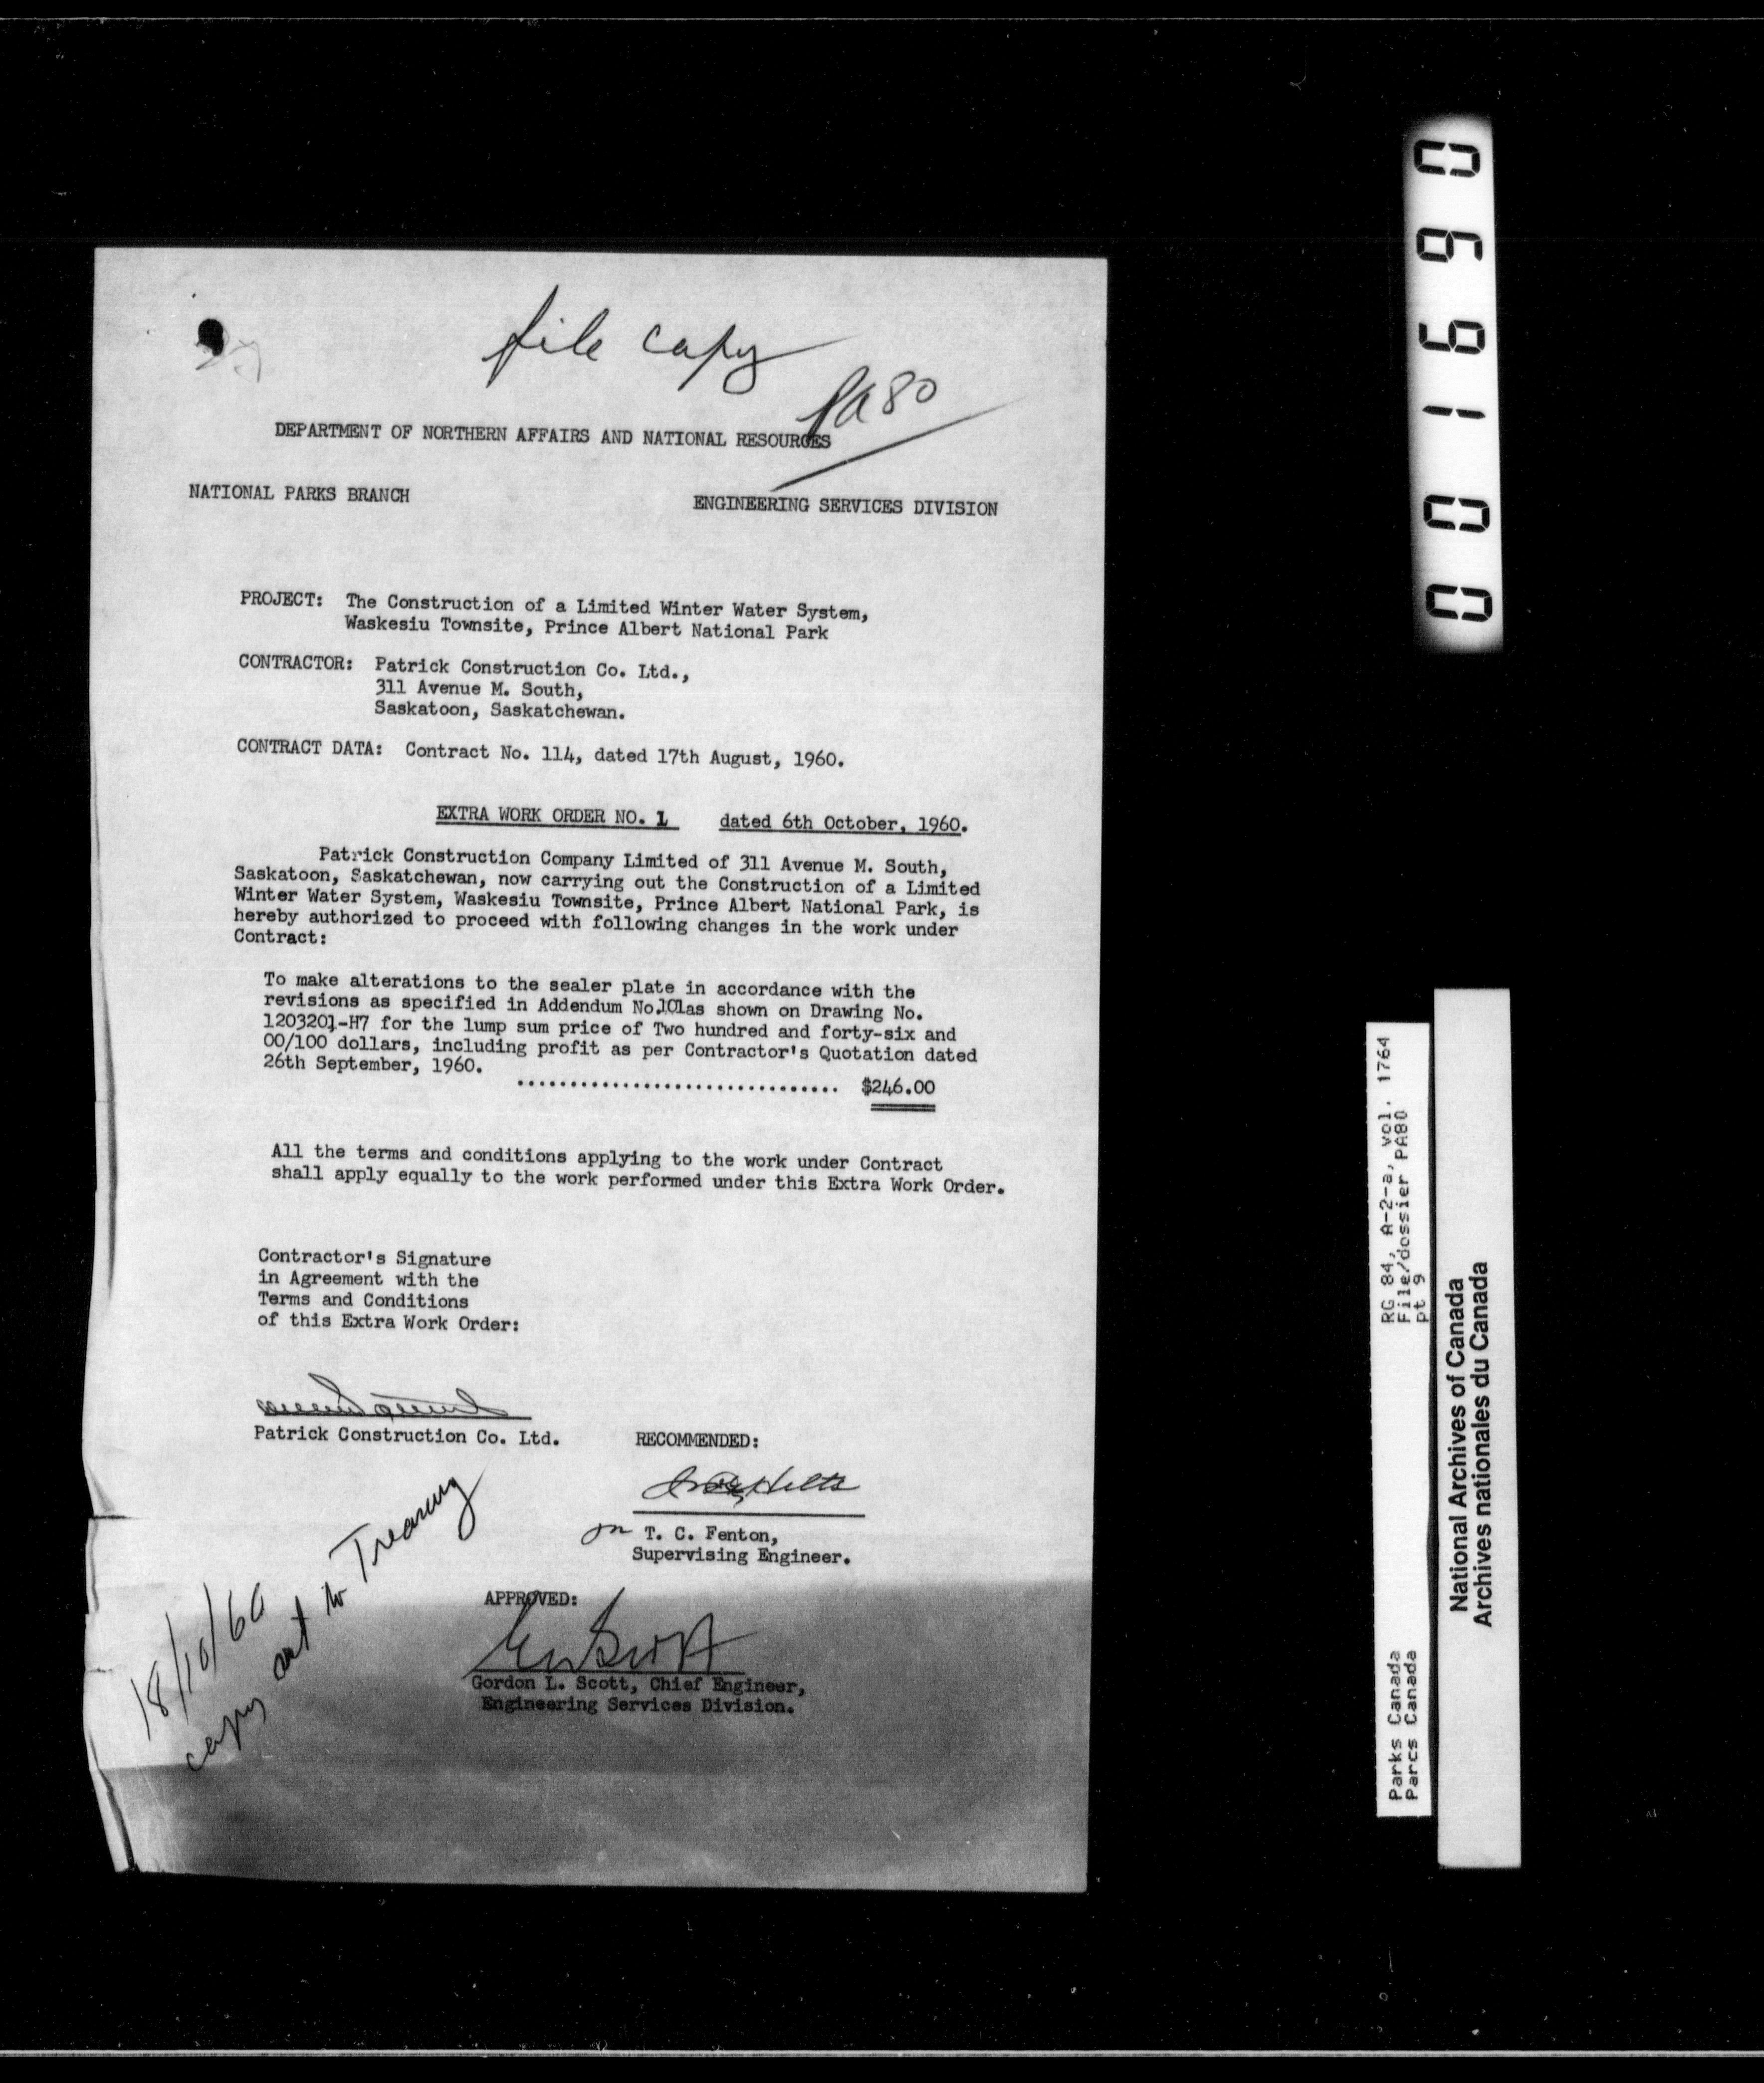 file copy
PA 80
DEPARTMENT OF NORTHERN AFFAIRS AND NATIONAL RESOURCES
NATIONAL PARKS BRANCH
ENGINEERING SERVICES DIVISION
PROJECT: The Construction of a Limited Winter Water System,
Waskesiu Townsite, Prince Albert National Park
CONTRACTOR: Patrick Construction Co. Ltd.,
311 Avenue M. South,
Saskatoon, Saskatchewan.
CONTRACT DATA: Contract No. 114, dated 17th August, 1960.
EXTRA WORK ORDER NO. 1 dated 6th October, 1960.
Patrick Construction Company Limited of 311 Avenue M. South,
Saskatoon, Saskatchewan, now carrying out the Construction of a Limited
Winter Water System, Waskesiu Townsite, Prince Albert National Park, is
hereby authorized to proceed with following changes in the work under
Contract:
To make alterations to the sealer plate in accordance with the
revisions as specified in Addendum No. as shown on Drawing No.
1203201-H7 for the lump sum price of Two hundred and forty-six and
00/100 dollars, including profit as per Contractor's Quotation dated
26th September, 1960.
............................... $246.00
All the terms and conditions applying to the work under Contract
shall apply equally to the work performed under this Extra Work Order.
Contractor's Signature
in Agreement with the
Terms and Conditions
of this Extra Work Order:
Patrick Construction Co. Ltd.
RECOMMENDED:
T. C. Fenton,
Supervising Engineer.
APPROVED:
Gordon L. Scott, Chief Engineer,
Engineering Services Division.
18/10/60
copy to Treasury
001690
RG 84, A-2-a, vol. 1764
File/dossier PA80
pt 9
Parks Canada
Parcs Canada
National Archives of Canada
Archives nationales du Canada